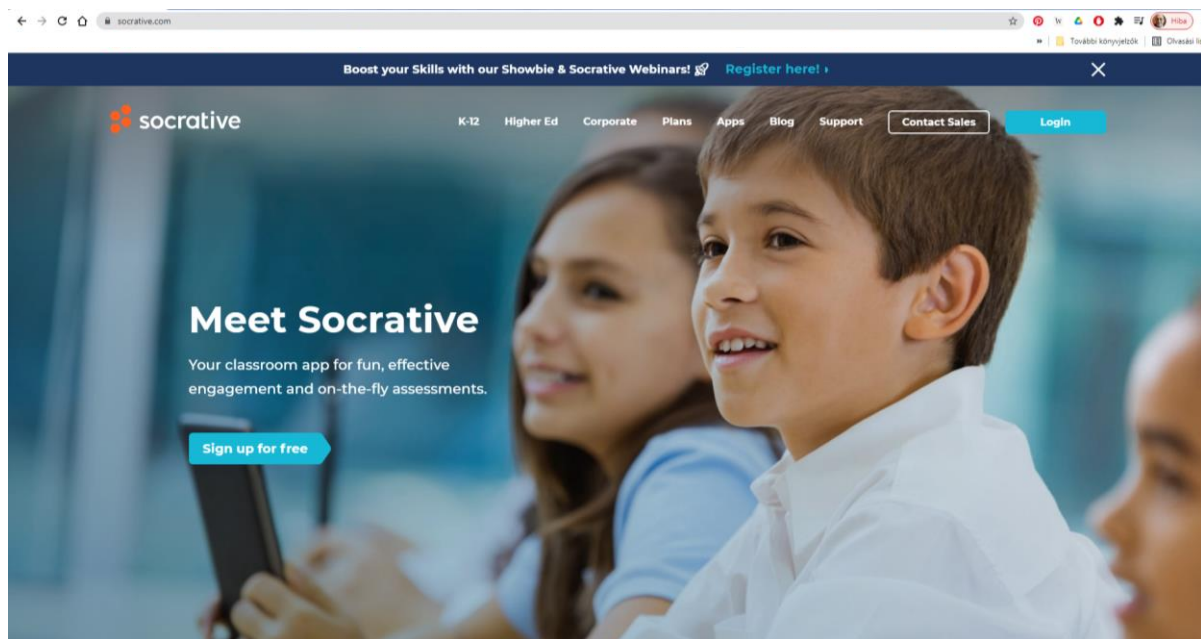 socrative.com
Hiba
»
További könyvjelzők
Olvasási
Boost your Skills with our Showbie & Socrative Webinars! Register here!
socrative
K-12 Higher Ed Corporate Plans Apps Blog Support Contact Sales Login
Meet Socrative
Your classroom app for fun, effective
engagement and on-the-fly assessments.
Sign up for free